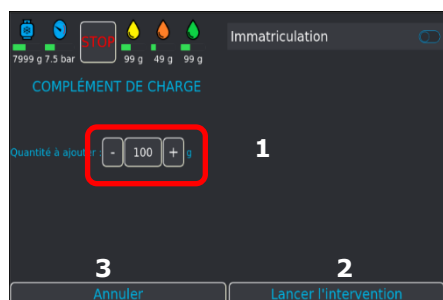 STOP
Immatriculation
7999 g 7.5 bar 99 g 49 g 99 g
COMPLÉMENT DE CHARGE
Quantité à ajouter : - 100 + g
1
3 2
Annuler Lancer l'intervention